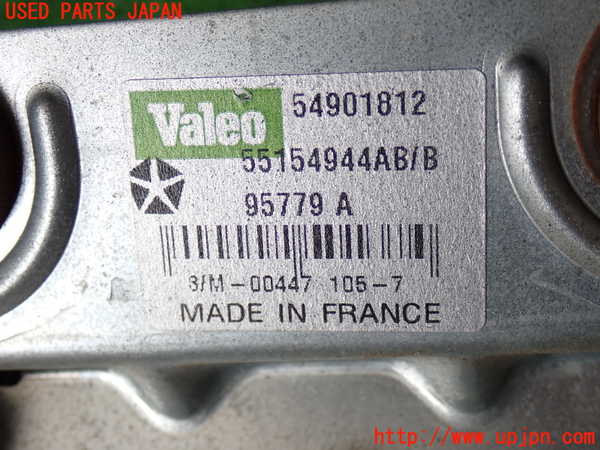 USED PARTS JAPAN
Valeo
54901812
55154944AB/B
95779 A
3/M-00447 105-7
MADE IN FRANCE
http://www.upjpn.com/